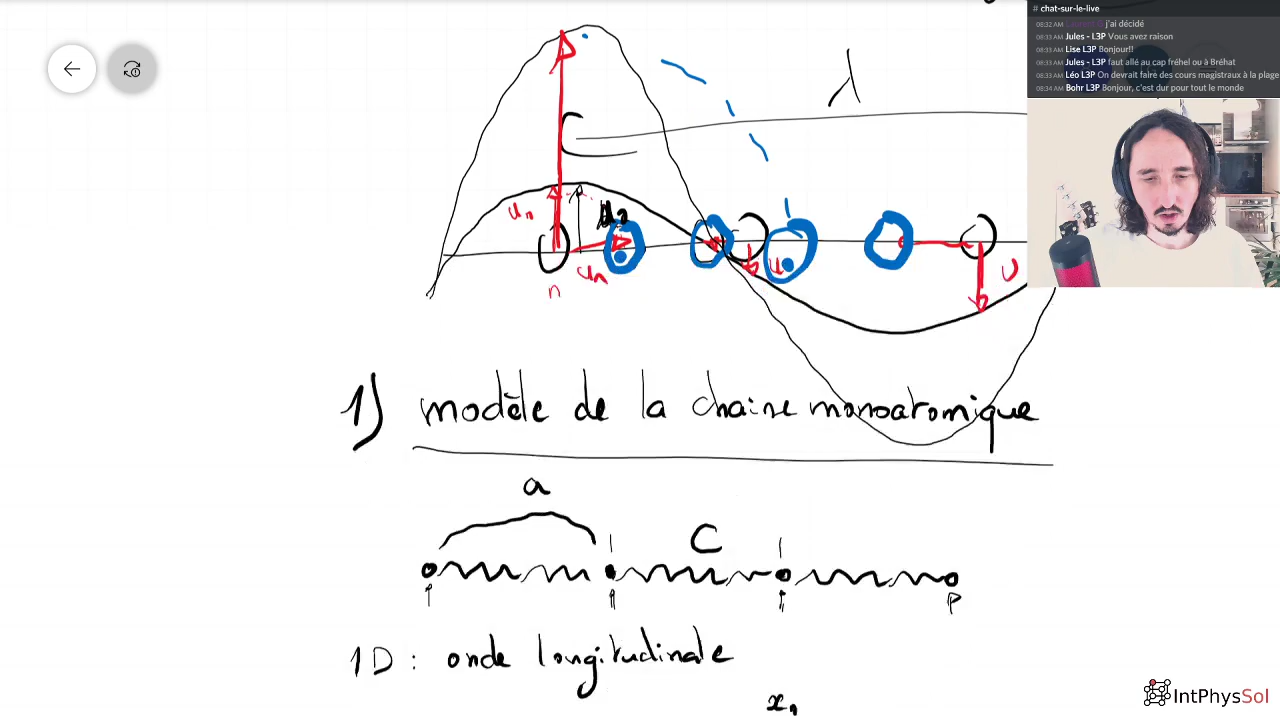 # chat-sur-le-live
08:32 AM Laurent G j'ai décidé
08:33 AM Jules - L3P Vous avez raison
08:33 AM Lise L3P Bonjour!!
08:33 AM Jules - L3P faut allé au cap fréhel ou à Bréhat
08:33 AM Léo L3P On devrait faire des cours magistraux à la plage
08:34 AM Bohr L3P Bonjour, c'est dur pour tout le monde
λ
C
uₙ
uₙ
n
u
1) modèle de la chaine monoatomique
a
C
1D : onde longitudinale
xₙ
IntPhysSol